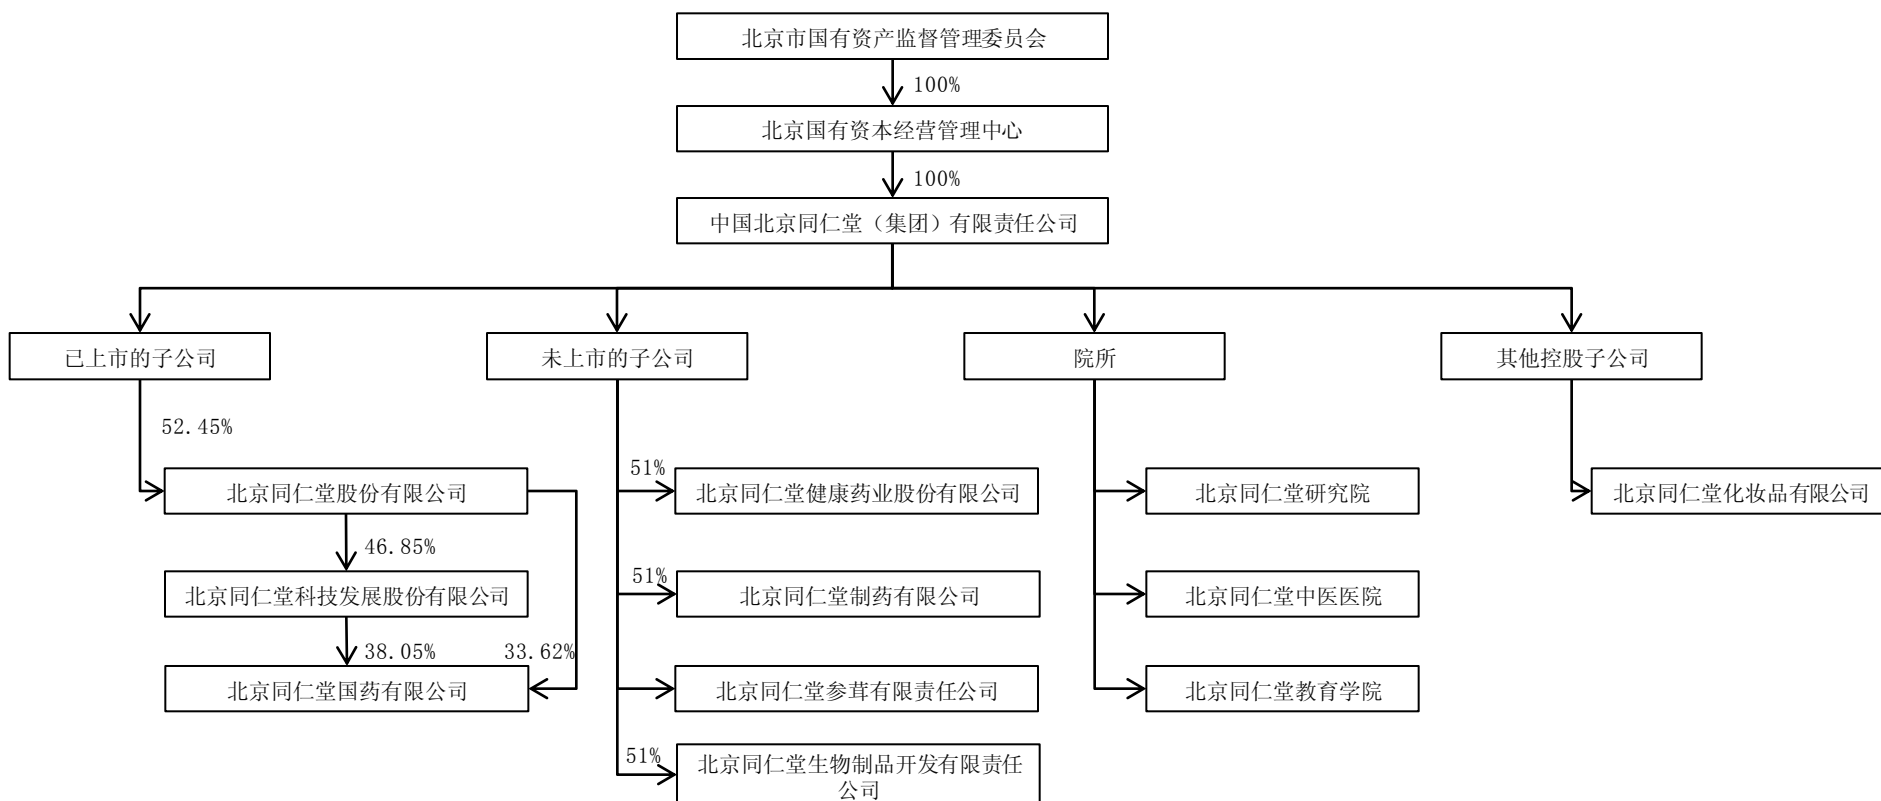 北京市国有资产监督管理委员会
100%
北京国有资本经营管理中心
100%
中国北京同仁堂（集团）有限责任公司
已上市的子公司
未上市的子公司
院所
其他控股子公司
52.45%
北京同仁堂股份有限公司
46.85%
北京同仁堂科技发展股份有限公司
38.05%
33.62%
北京同仁堂国药有限公司
51%
北京同仁堂健康药业股份有限公司
51%
北京同仁堂制药有限公司
北京同仁堂参茸有限责任公司
51%
北京同仁堂生物制品开发有限责任
公司
北京同仁堂研究院
北京同仁堂中医医院
北京同仁堂教育学院
北京同仁堂化妆品有限公司